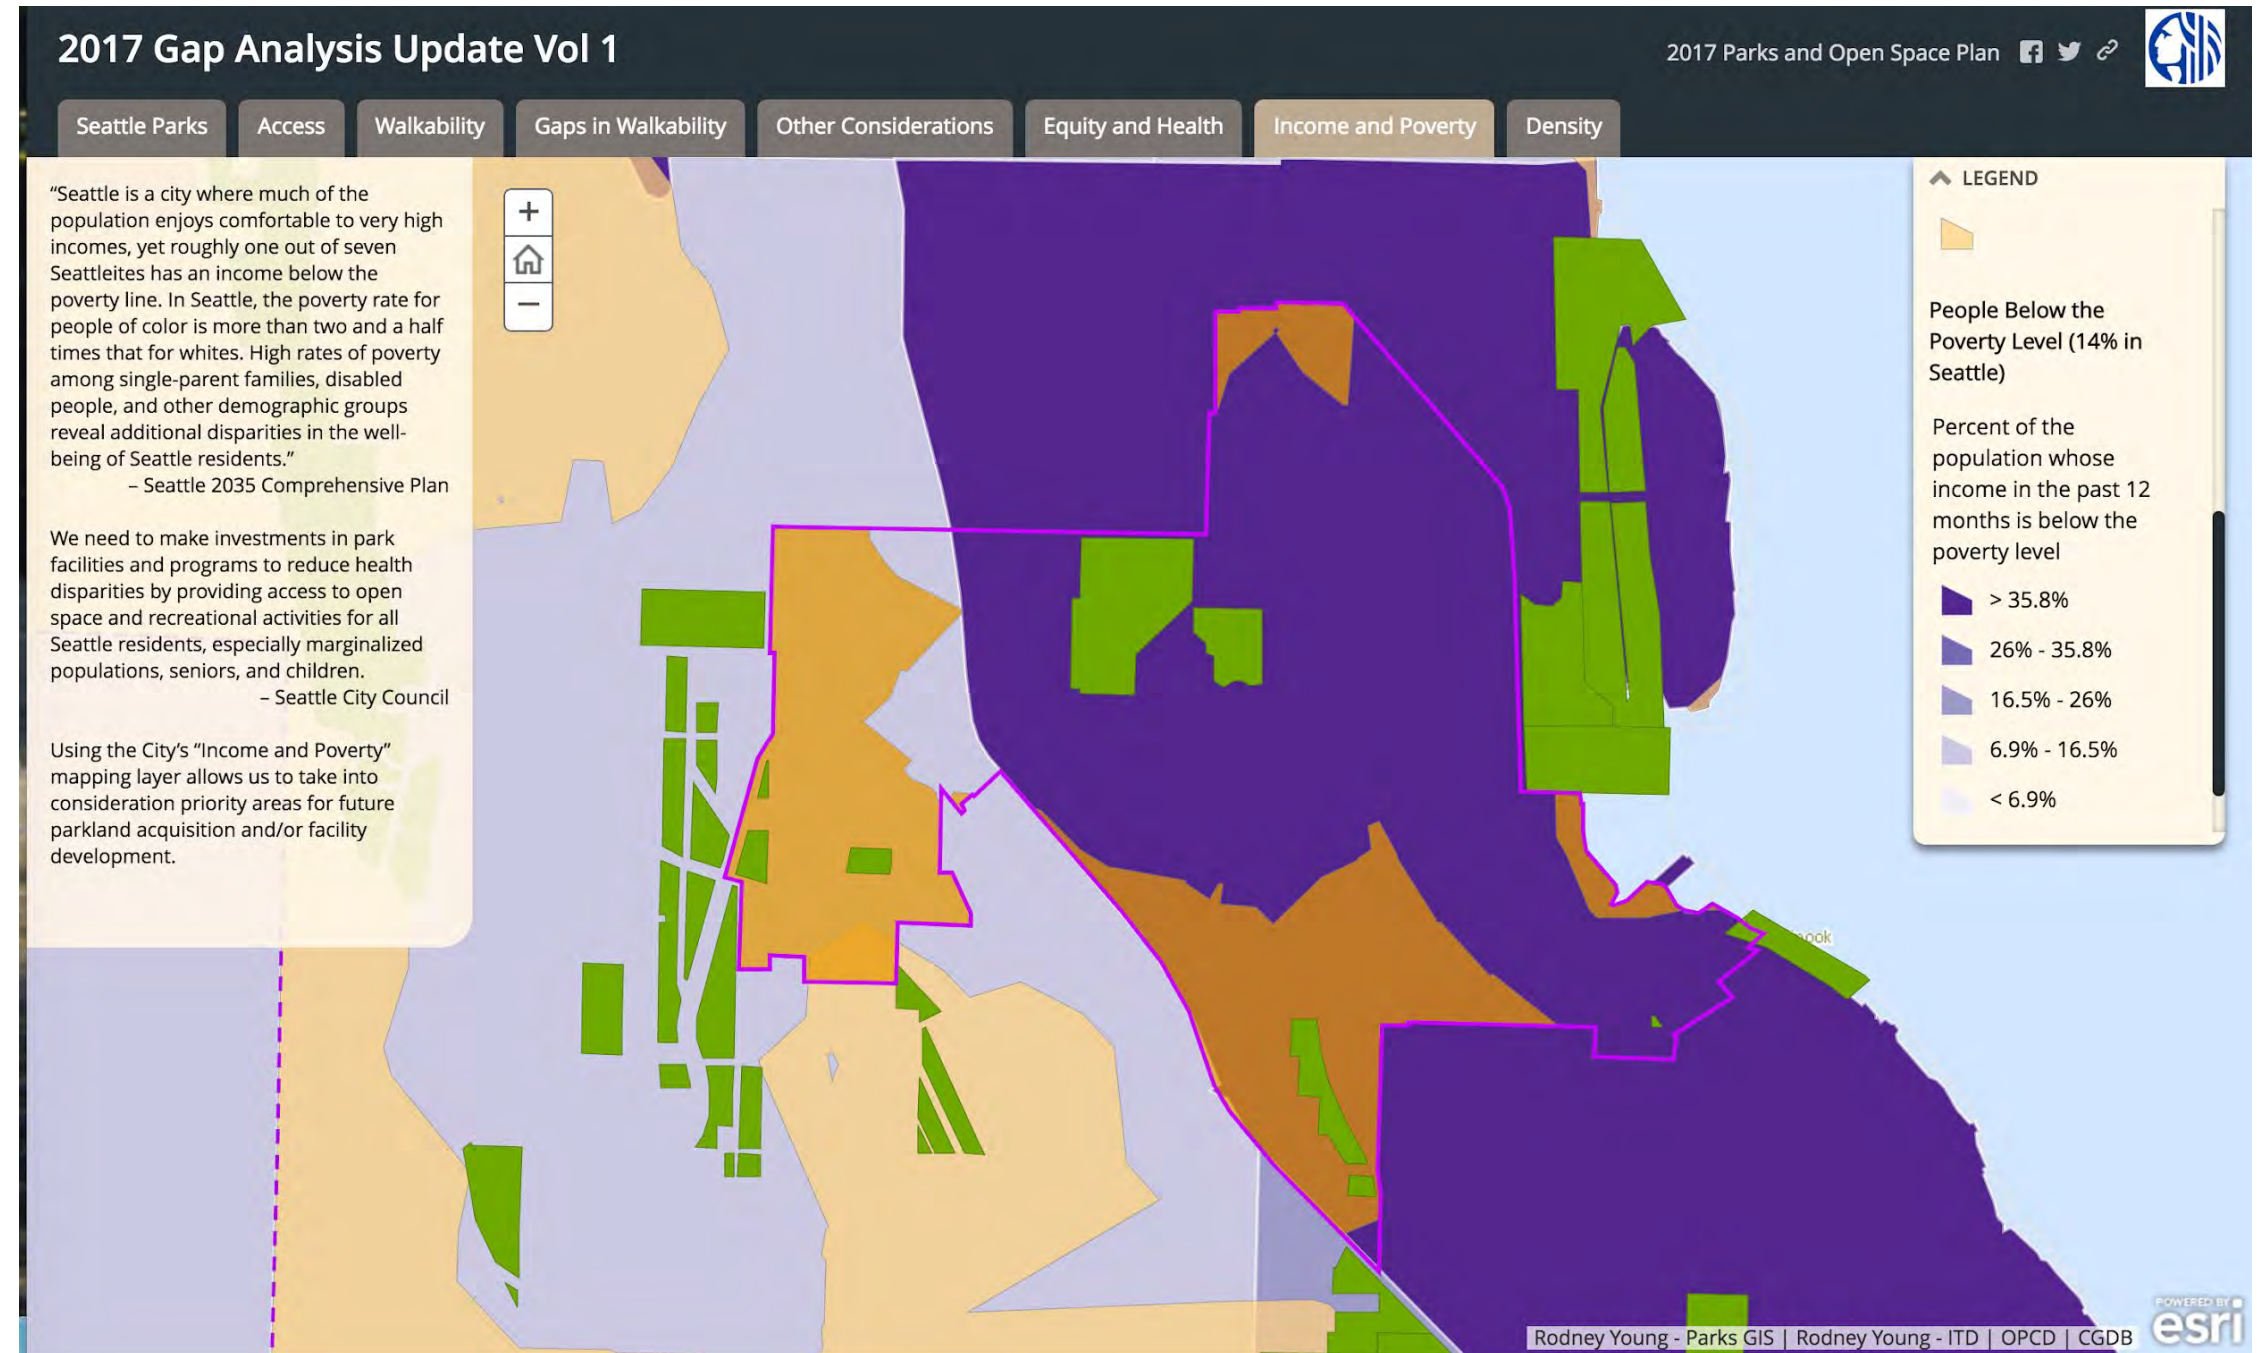 2017 Gap Analysis Update Vol 1
2017 Parks and Open Space Plan
Seattle Parks
Access
Walkability
Gaps in Walkability
Other Considerations
Equity and Health
Income and Poverty
Density
“Seattle is a city where much of the
population enjoys comfortable to very high
incomes, yet roughly one out of seven
Seattleites has an income below the
poverty line. In Seattle, the poverty rate for
people of color is more than two and a half
times that for whites. High rates of poverty
among single-parent families, disabled
people, and other demographic groups
reveal additional disparities in the well-
being of Seattle residents.”
– Seattle 2035 Comprehensive Plan
We need to make investments in park
facilities and programs to reduce health
disparities by providing access to open
space and recreational activities for all
Seattle residents, especially marginalized
populations, seniors, and children.
– Seattle City Council
Using the City’s “Income and Poverty”
mapping layer allows us to take into
consideration priority areas for future
parkland acquisition and/or facility
development.
+
−
LEGEND
People Below the
Poverty Level (14% in
Seattle)
Percent of the
population whose
income in the past 12
months is below the
poverty level
> 35.8%
26% - 35.8%
16.5% - 26%
6.9% - 16.5%
< 6.9%
Rodney Young - Parks GIS | Rodney Young - ITD | OPCD | CGDB
POWERED BY
esri